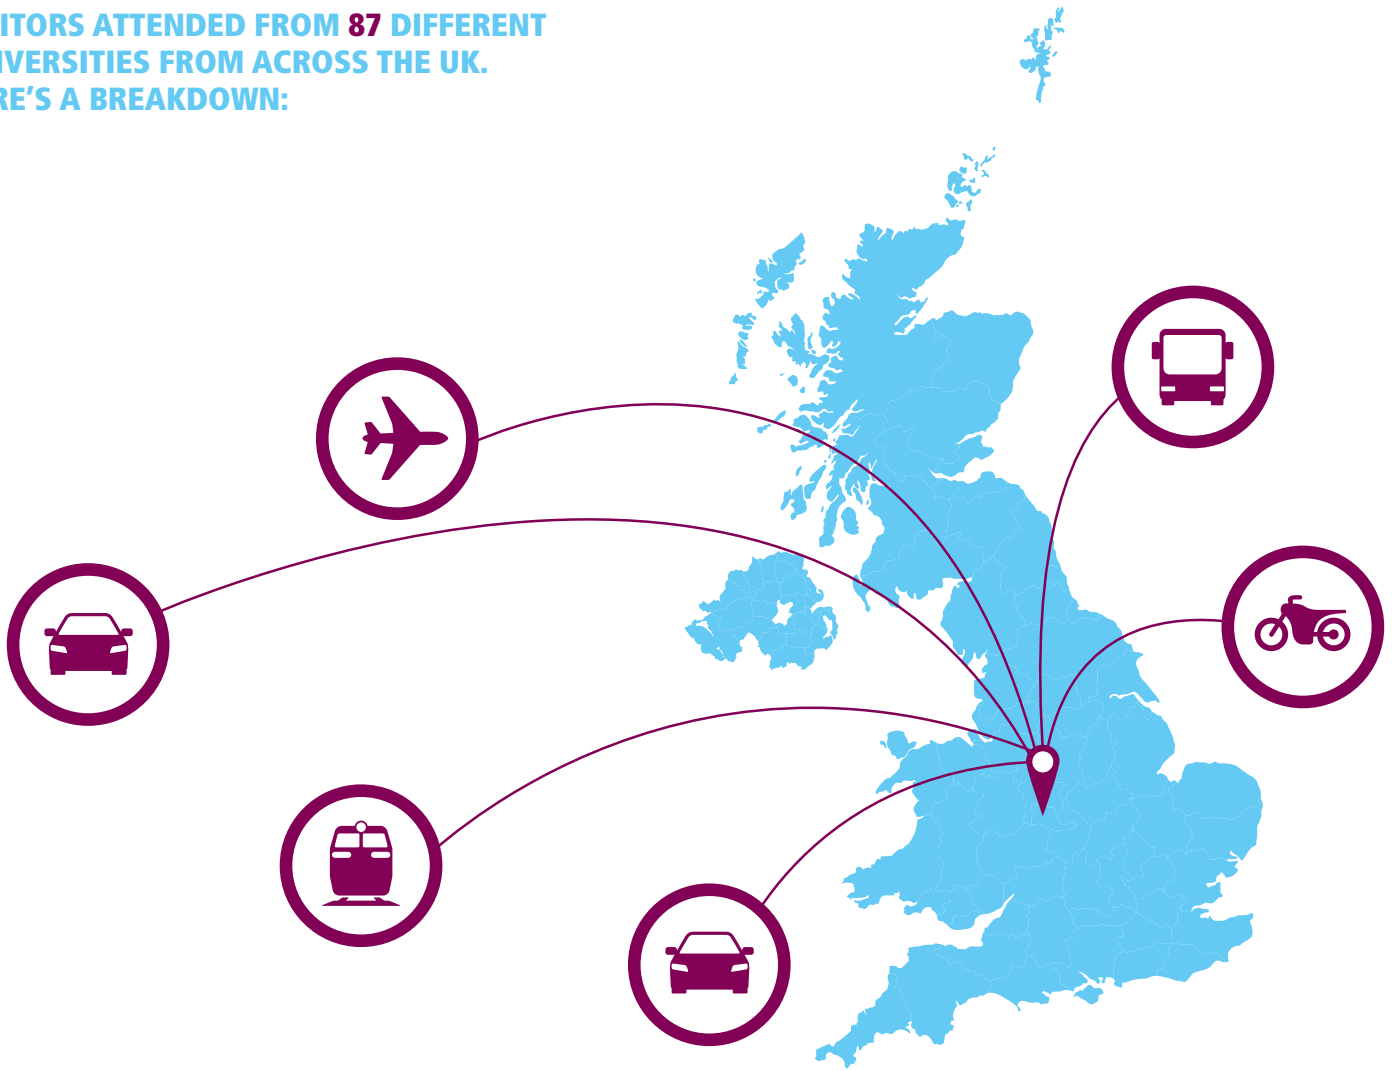 ITORS ATTENDED FROM 87 DIFFERENT
IVERSITIES FROM ACROSS THE UK.
RE'S A BREAKDOWN: